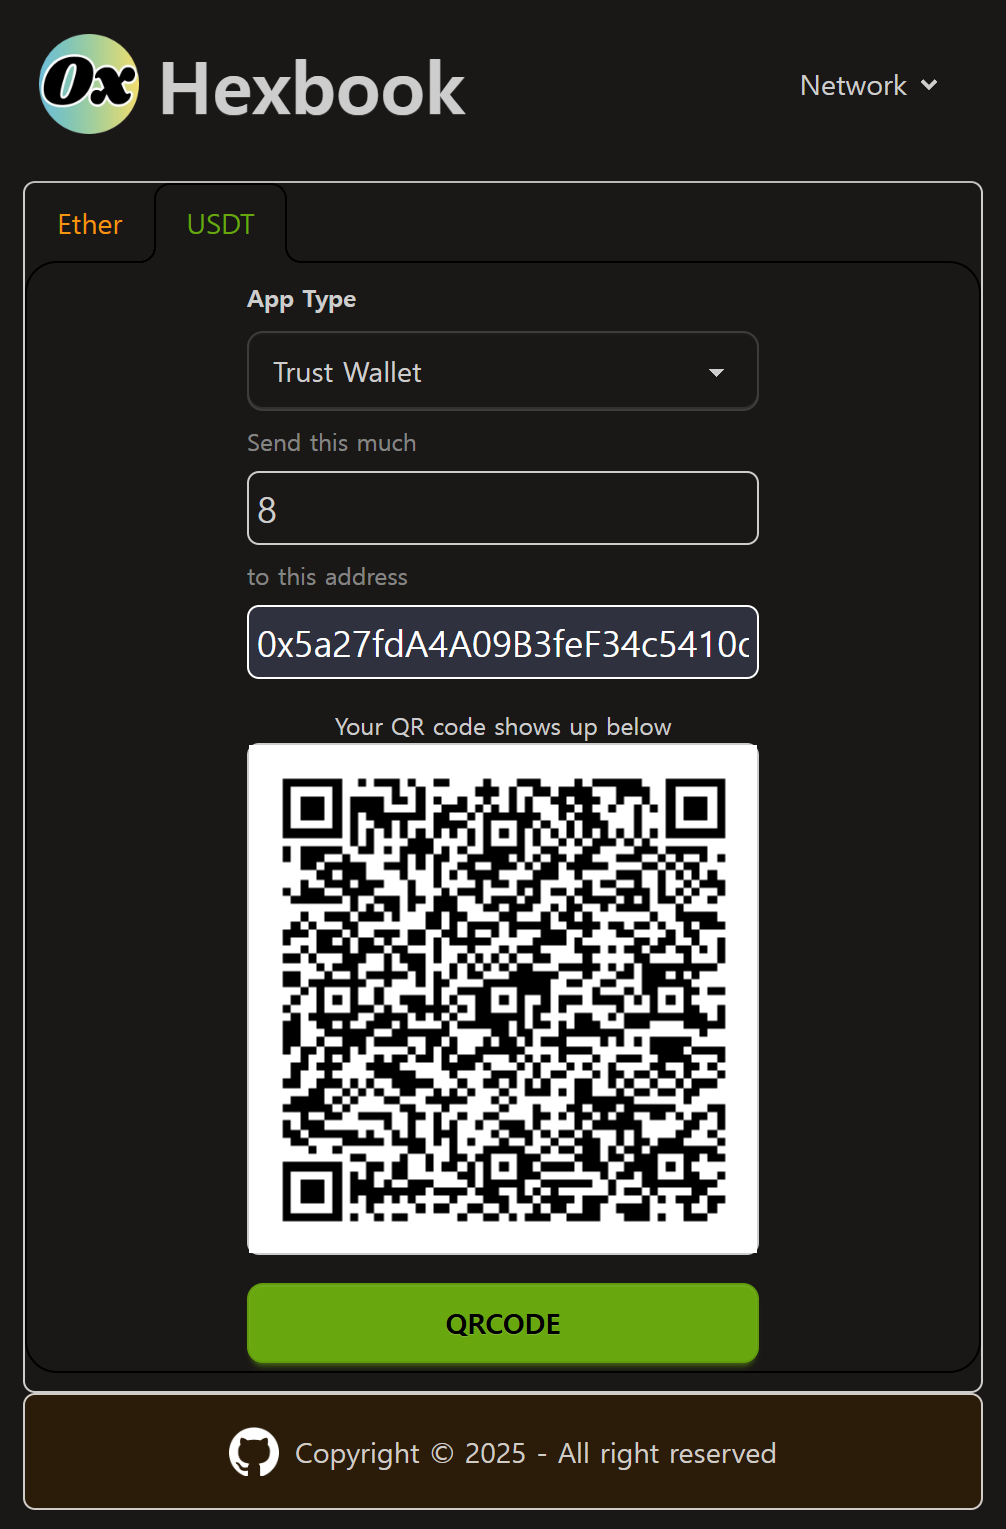 0x Hexbook
Network
Ether
USDT
App Type
Trust Wallet
Send this much
8
to this address
0x5a27fdA4A09B3feF34c5410
Your QR code shows up below
QRCODE
Copyright © 2025 - All right reserved